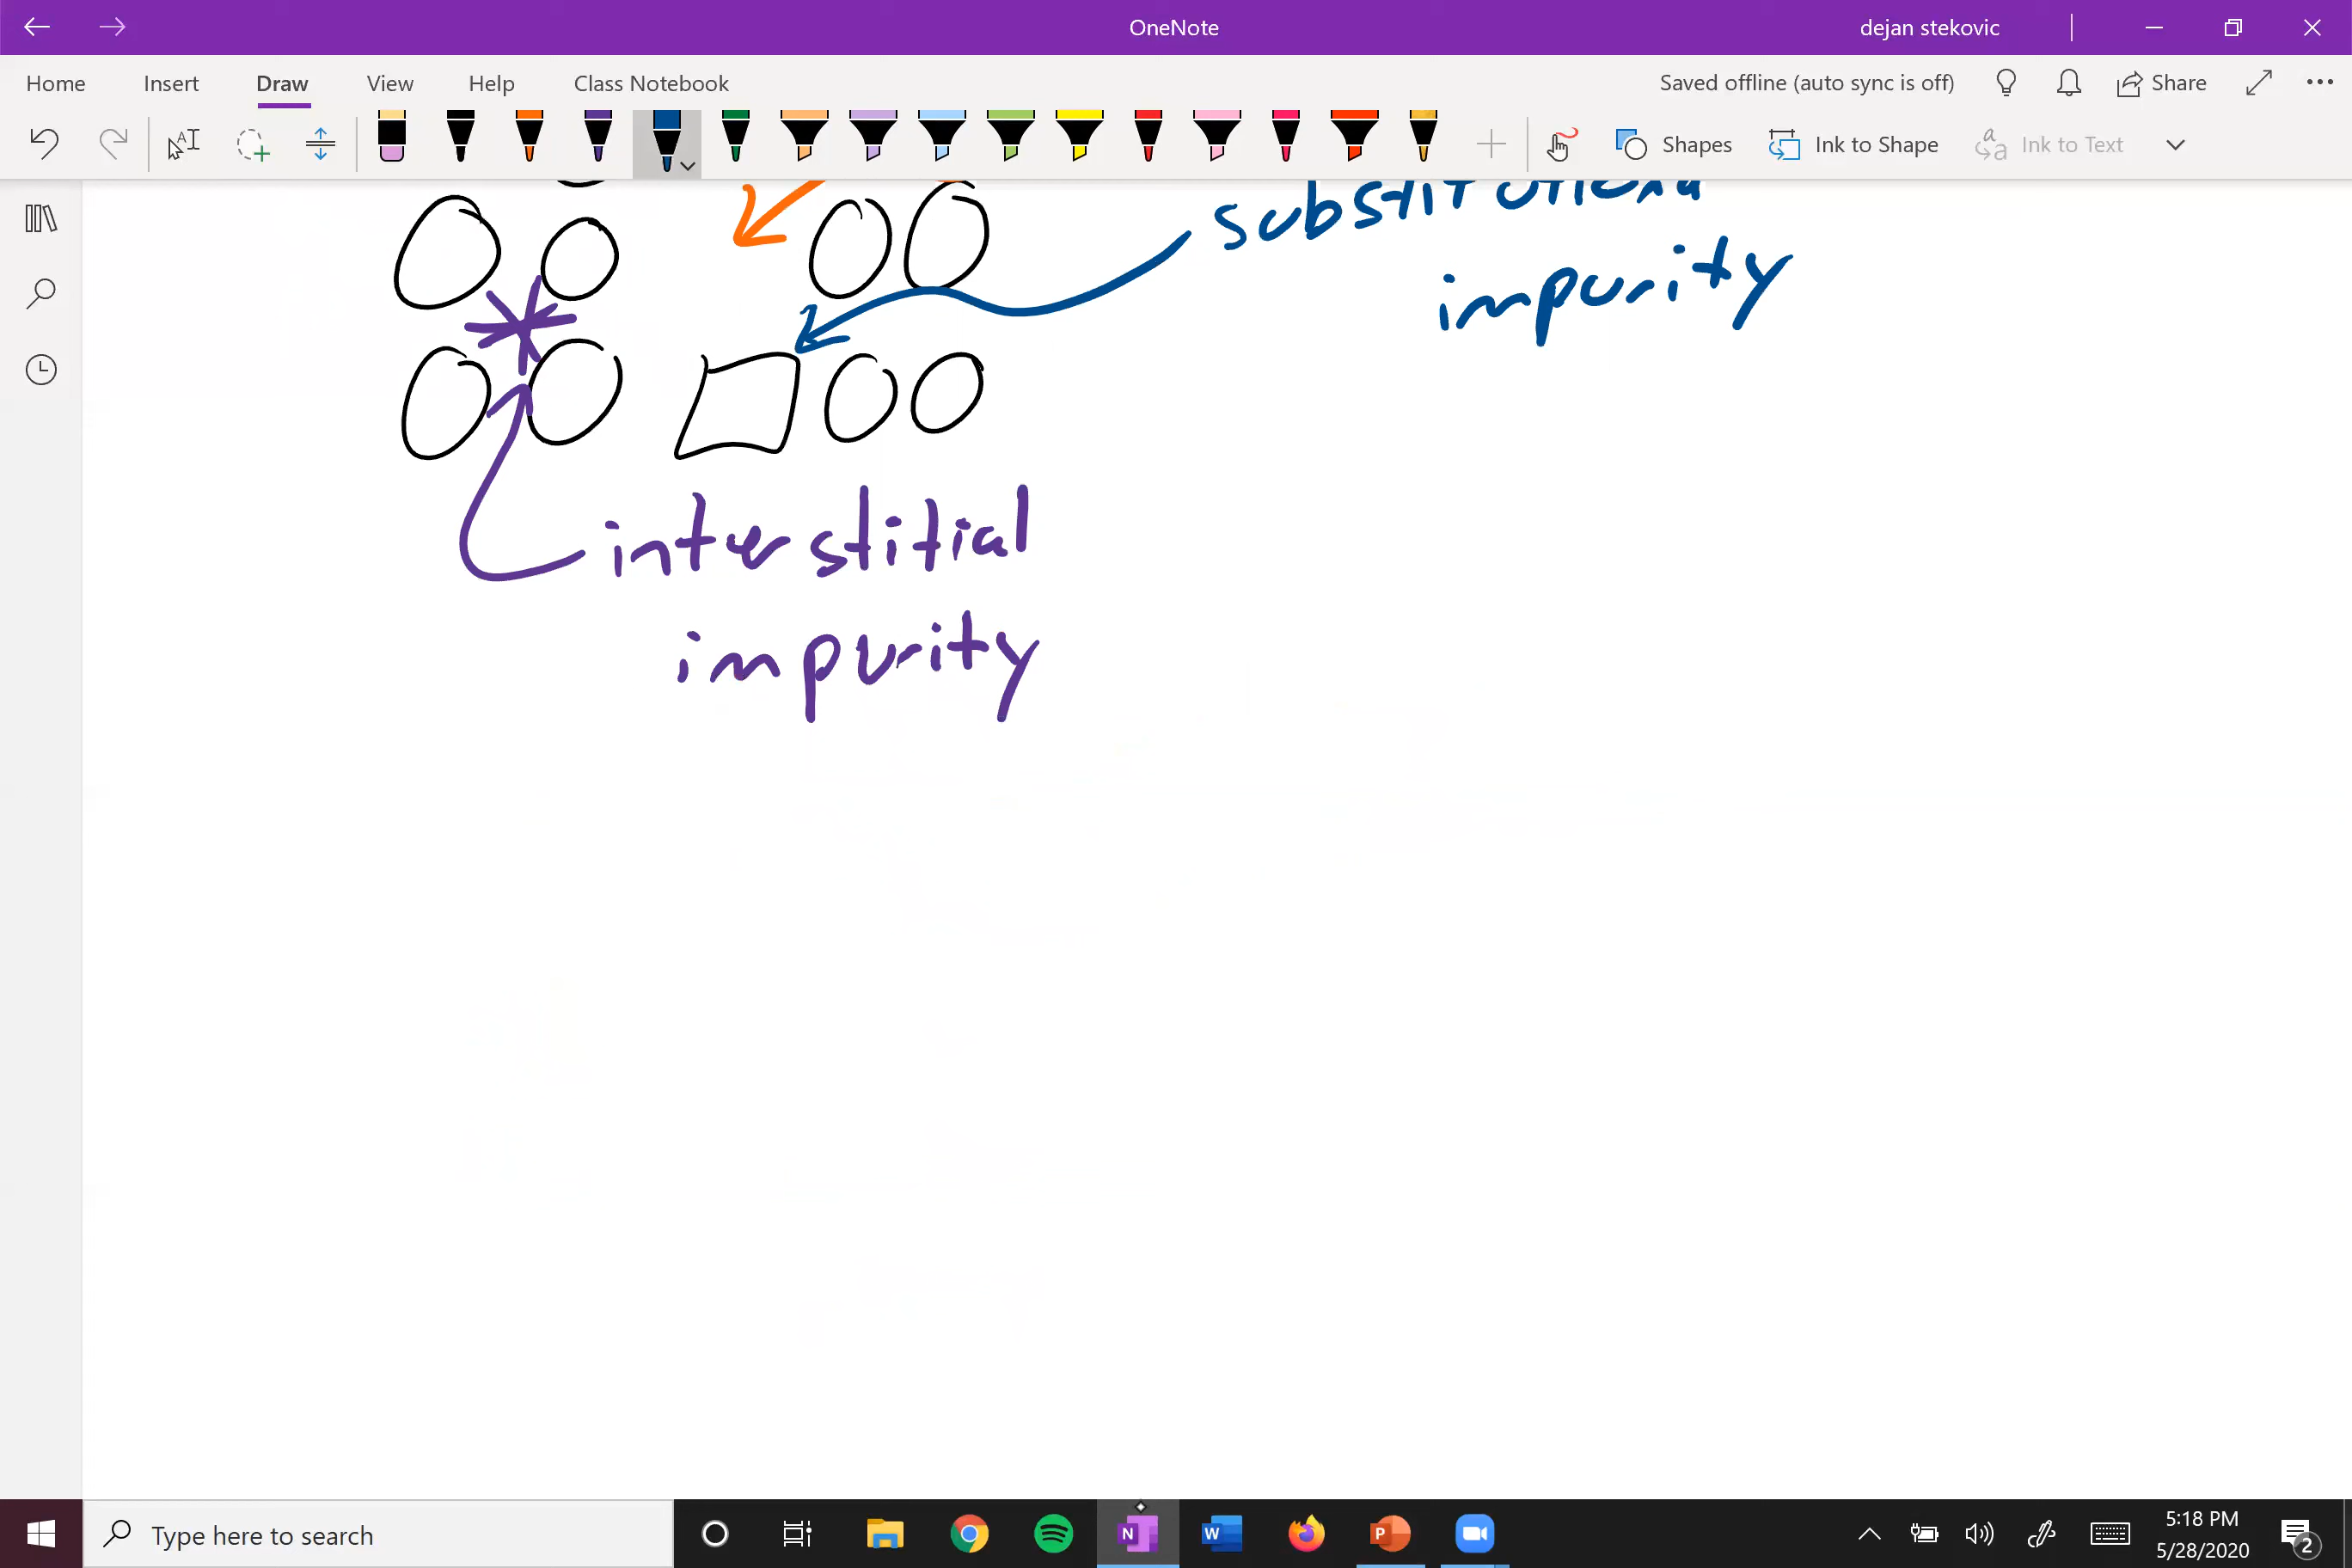 OneNote
dejan stekovic
Home Insert Draw View Help Class Notebook
Saved offline (auto sync is off) Share
Shapes Ink to Shape Ink to Text
impurity
interstitial
impurity
Type here to search
5:18 PM
5/28/2020
2